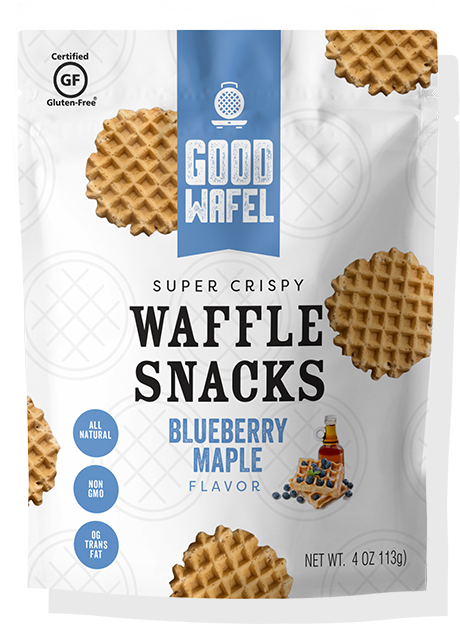 Certified
GF
Gluten-Free®
GOOD
WAFEL
SUPER CRISPY
WAFFLE
SNACKS
BLUEBERRY
MAPLE
FLAVOR
ALL
NATURAL
NON
GMO
0G
TRANS
FAT
NET WT. 4 OZ 113g)